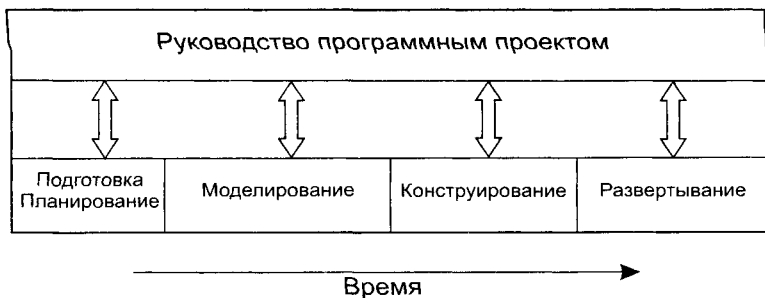 Руководство программным проектом
Подготовка
Планирование
Моделирование
Конструирование
Развертывание
Время